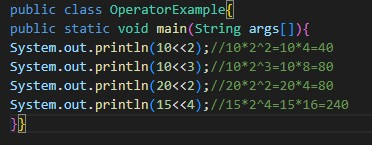 public class OperatorExample{
public static void main(String args[]){
System.out.println(10<<2);//10*2^2=10*4=40
System.out.println(10<<3);//10*2^3=10*8=80
System.out.println(20<<2);//20*2^2=20*4=80
System.out.println(15<<4);//15*2^4=15*16=240
}}